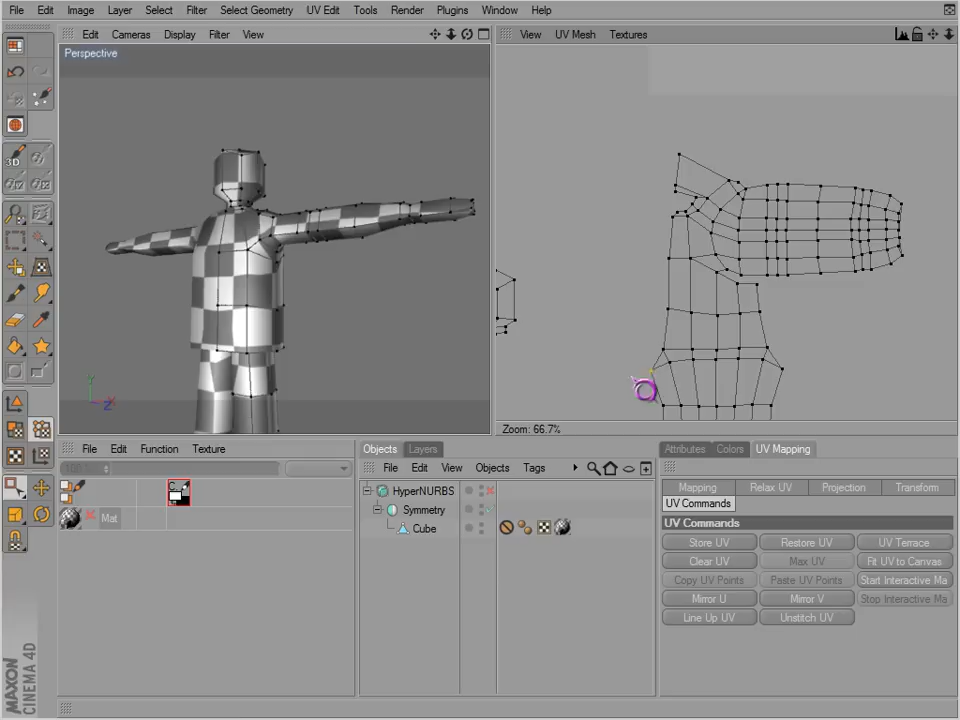 File Edit Image Layer Select Filter Select Geometry UV Edit Tools Render Plugins Window Help
Edit Cameras Display Filter View
View UV Mesh Textures
Perspective
3D
Y
X
Z
Zoom: 66.7%
File Edit Function Texture
Objects Layers
Attributes Colors UV Mapping
100 %
File Edit View Objects Tags
Mapping Relax UV Projection Transform
HyperNURBS
UV Commands
Symmetry
UV Commands
Mat
Cube
Store UV Restore UV UV Terrace
Clear UV Max UV Fit UV to Canvas
Copy UV Points Paste UV Points Start Interactive Ma
Mirror U Mirror V Stop Interactive Ma
Line Up UV Unstitch UV
MAXON
CINEMA 4D